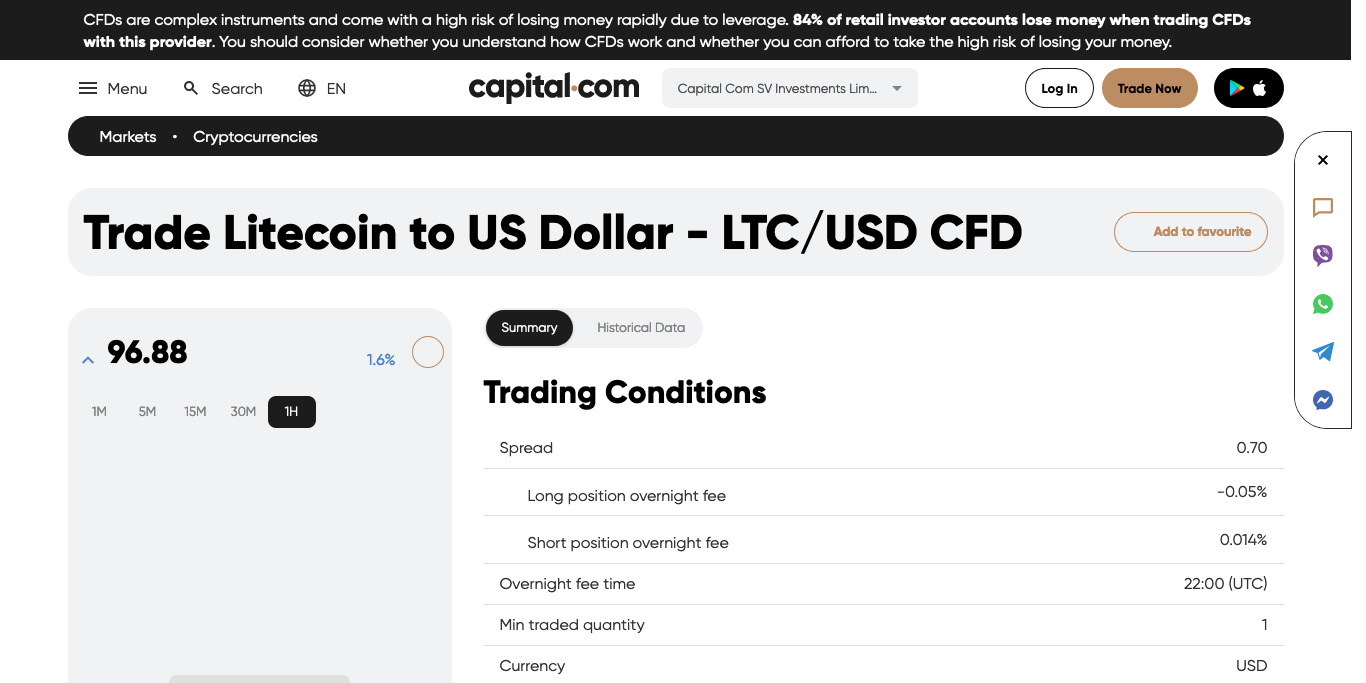 CFDs are complex instruments and come with a high risk of losing money rapidly due to leverage. 84% of retail investor accounts lose money when trading CFDs
with this provider. You should consider whether you understand how CFDs work and whether you can afford to take the high risk of losing your money.
Menu Search EN capital.com Capital Com SV Investments Lim... Log In Trade Now
Markets • Cryptocurrencies
Trade Litecoin to US Dollar - LTC/USD CFD Add to favourite
96.88 1.6%
1M 5M 15M 30M 1H
Summary Historical Data
Trading Conditions
Spread 0.70
Long position overnight fee -0.05%
Short position overnight fee 0.014%
Overnight fee time 22:00 (UTC)
Min traded quantity 1
Currency USD